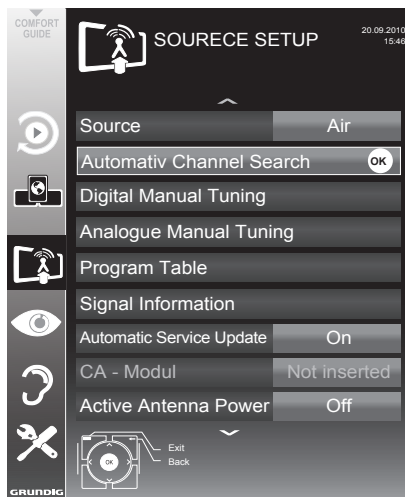 COMFORT
GUIDE
SOURECE SETUP
20.09.2010
15:46
Source Air
Automativ Channel Search OK
Digital Manual Tuning
Analogue Manual Tuning
Program Table
Signal Information
Automatic Service Update On
CA - Modul Not inserted
Active Antenna Power Off
Exit
Back
OK
GRUNDIG